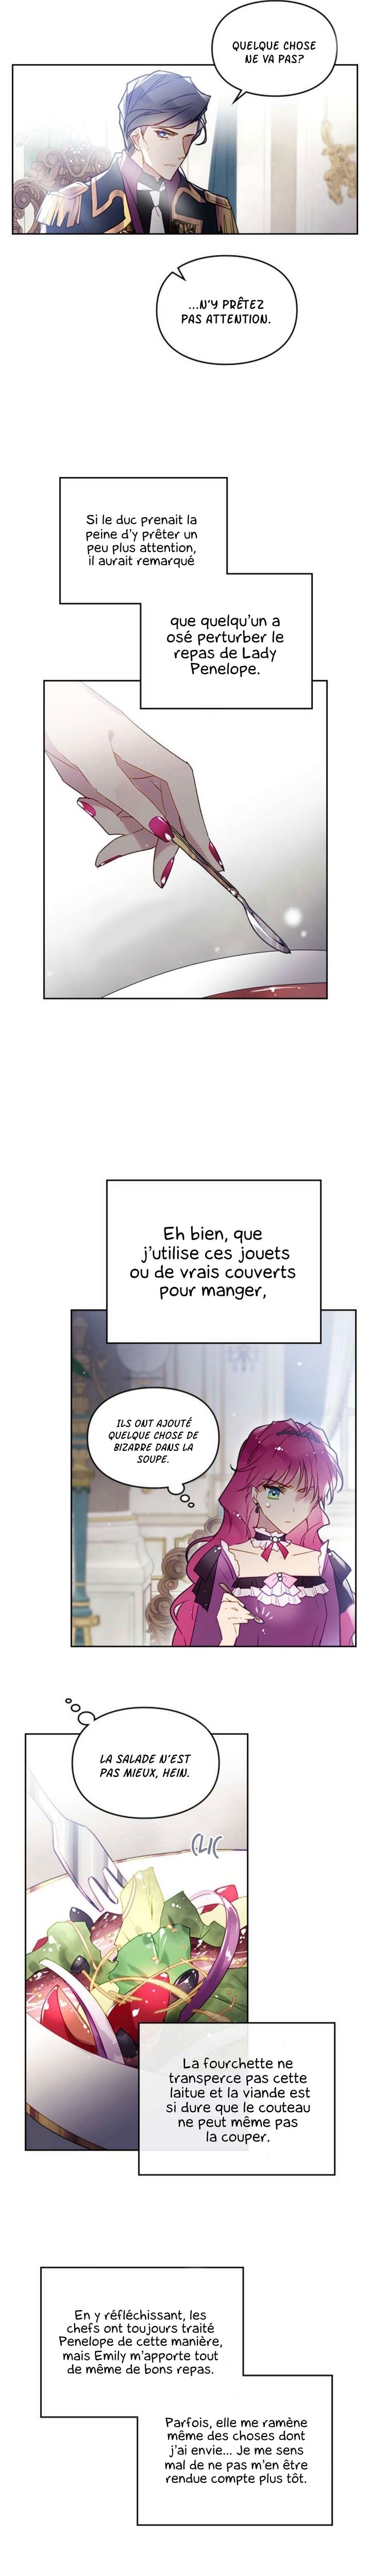 QUELQUE CHOSE
NE VA PAS?
...N'Y PRÊTEZ
PAS ATTENTION.
Si le duc prenait la
peine d'y prêter un
peu plus attention,
il aurait remarqué
que quelqu'un a
osé perturber le
repas de Lady
Penelope.
Eh bien, que
j'utilise ces jouets
ou de vrais couverts
pour manger,
ILS ONT AJOUTÉ
QUELQUE CHOSE DE
BIZARRE DANS LA
SOUPE.
LA SALADE N'EST
PAS MIEUX, HEIN.
CLIC
La fourchette ne
transperce pas cette
laitue et la viande est
si dure que le couteau
ne peut même pas
la couper.
En y réfléchissant, les
chefs ont toujours traité
Penelope de cette manière,
mais Emily m'apporte tout
de même de bons repas.
Parfois, elle me ramène
même des choses dont
j'ai envie... Je me sens
mal de ne pas m'en être
rendue compte plus tôt.